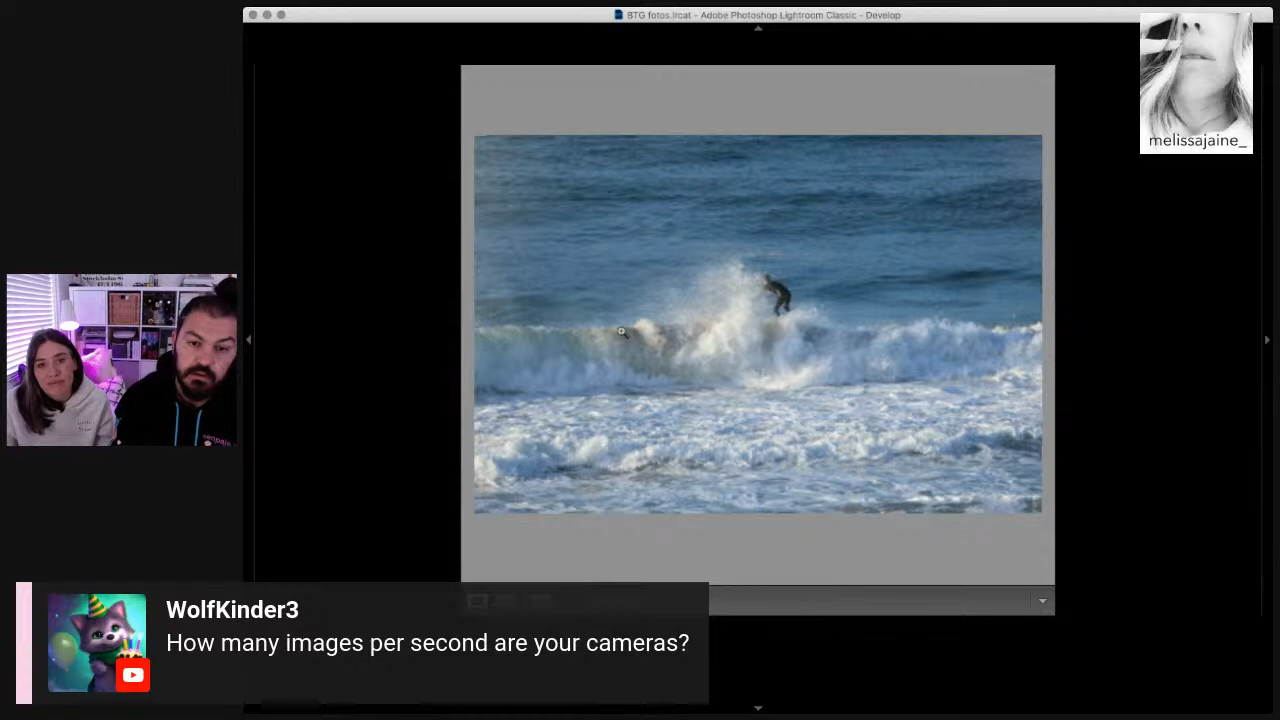 BTG fotos.lrcat - Adobe Photoshop Lightroom Classic - Develop
melissajaine_
WolfKinder3
How many images per second are your cameras?